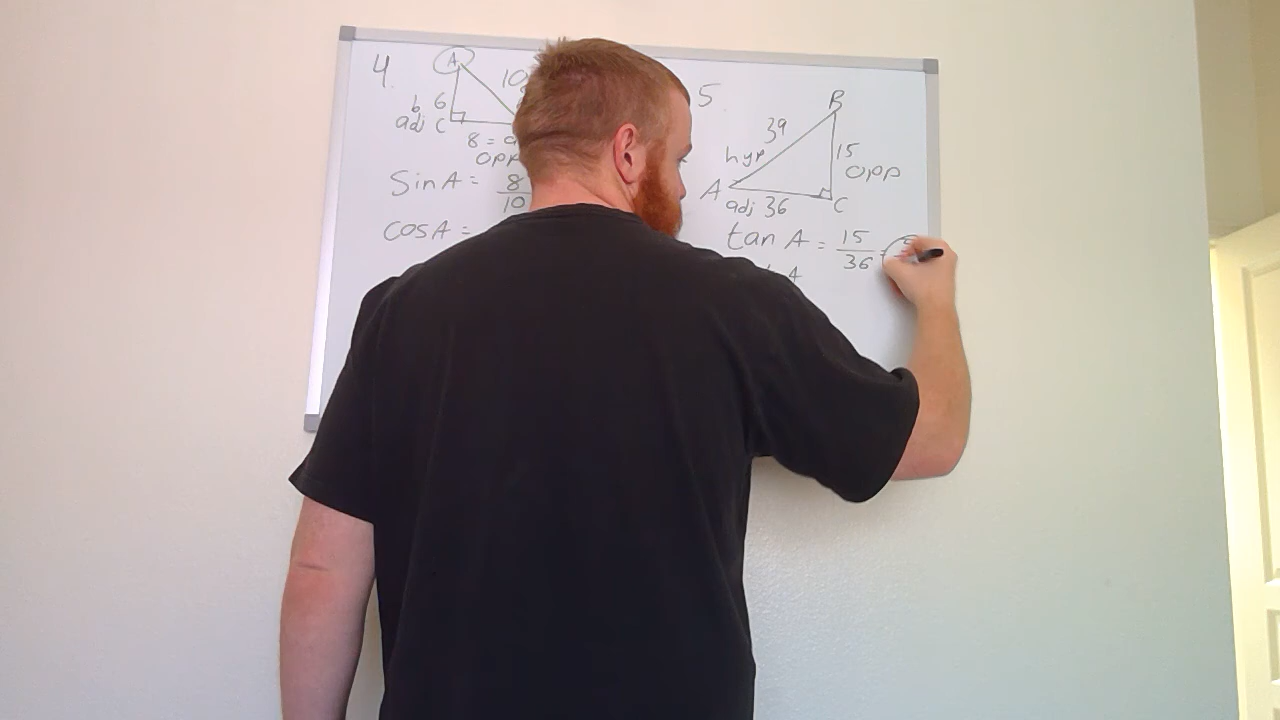 4.
A
10
b 6
adj C
8 =
opp
Sin A = 8/10
cos A =
5.
B
39
hyp
15
opp
A
adj 36
C
tan A = 15/36 =
A